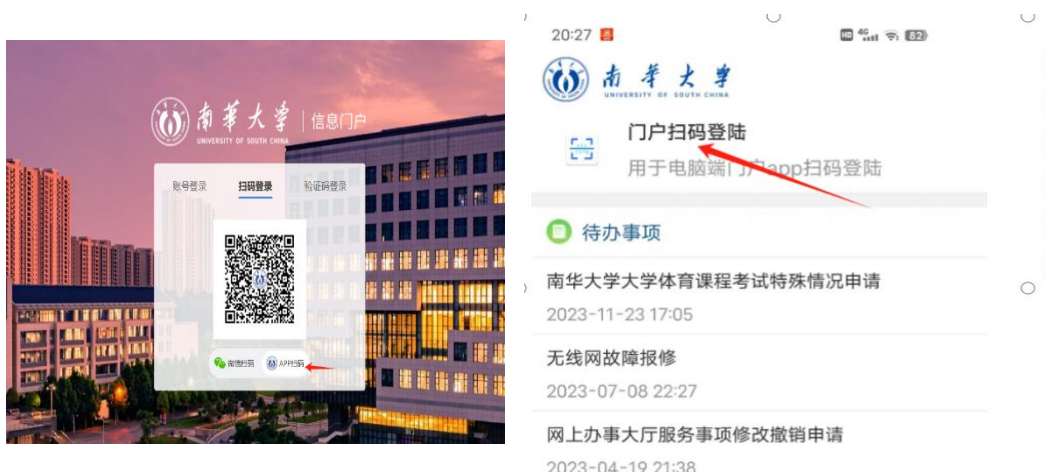 南华大学 | 信息门户
UNIVERSITY OF SOUTH CHINA
账号登录 扫码登录 验证码登录
微信扫码 APP扫码
20:27 HD 4G 82
南华大学
UNIVERSITY OF SOUTH CHINA
门户扫码登陆
用于电脑端门户app扫码登陆
待办事项
南华大学大学体育课程考试特殊情况申请
2023-11-23 17:05
无线网故障报修
2023-07-08 22:27
网上办事大厅服务事项修改撤销申请
2023-04-19 21:38